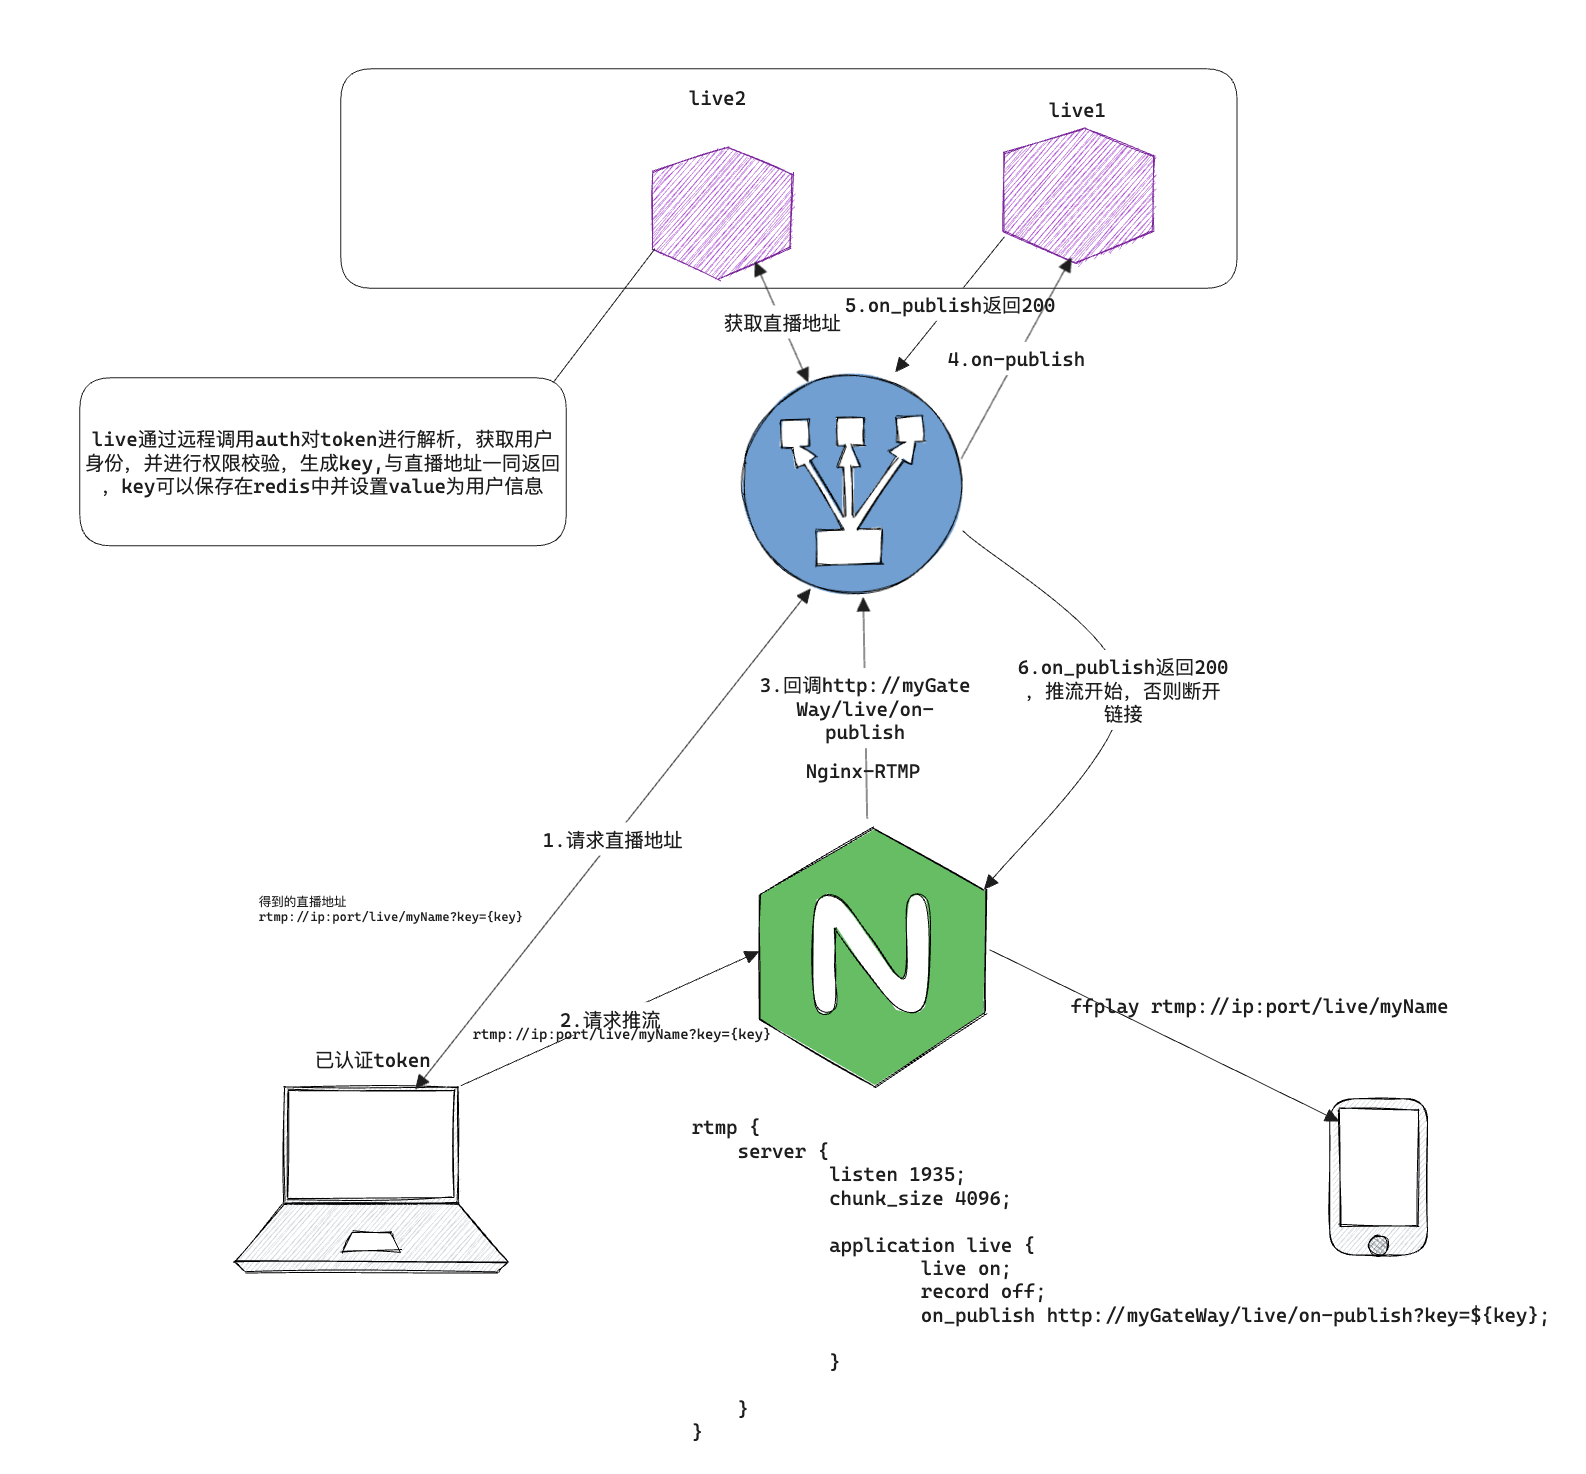 live2
live1
5.on_publish返回200
获取直播地址
4.on-publish
live通过远程调用auth对token进行解析，获取用户
身份，并进行权限校验，生成key,与直播地址一同返回
，key可以保存在redis中并设置value为用户信息
3.回调http://myGate
Way/live/on-
publish
6.on_publish返回200
，推流开始，否则断开
链接
Nginx-RTMP
1.请求直播地址
得到的直播地址
rtmp://ip:port/live/myName?key={key}
2.请求推流
rtmp://ip:port/live/myName?key={key}
ffplay rtmp://ip:port/live/myName
已认证token
rtmp {
    server {
            listen 1935;
            chunk_size 4096;
            application live {
                    live on;
                    record off;
                    on_publish http://myGateWay/live/on-publish?key=${key};
            }
    }
}